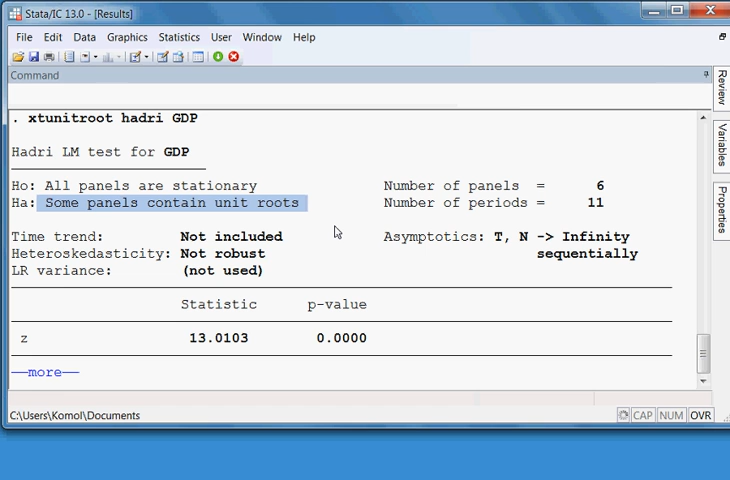 Stata/IC 13.0 - [Results]
File Edit Data Graphics Statistics User Window Help
Command
. xtunitroot hadri GDP
Hadri LM test for GDP
Ho: All panels are stationary Number of panels = 6
Ha: Some panels contain unit roots Number of periods = 11
Time trend: Not included Asymptotics: T, N -> Infinity
Heteroskedasticity: Not robust sequentially
LR variance: (not used)
Statistic p-value
z 13.0103 0.0000
—more—
C:\Users\Komol\Documents CAP NUM OVR
Review
Variables
Properties